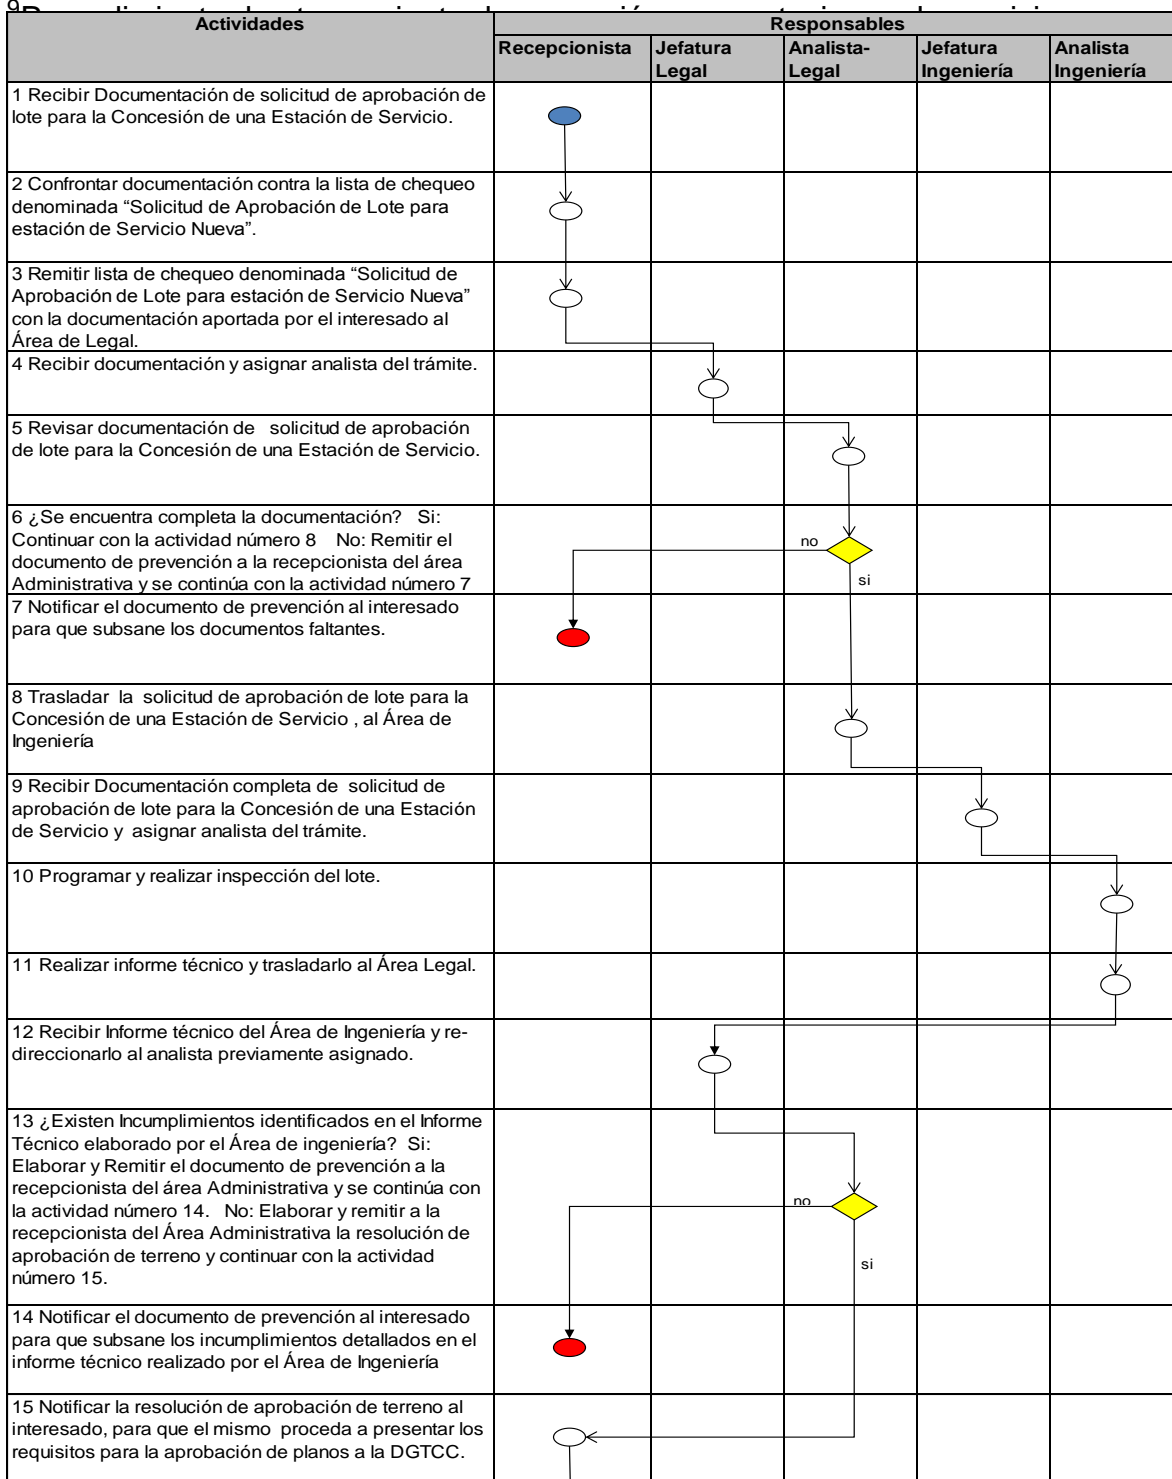 Actividades
Responsables
Recepcionista
Jefatura
Legal
Analista-
Legal
Jefatura
Ingeniería
Analista
Ingeniería
1 Recibir Documentación de solicitud de aprobación de
lote para la Concesión de una Estación de Servicio.
2 Confrontar documentación contra la lista de chequeo
denominada “Solicitud de Aprobación de Lote para
estación de Servicio Nueva”.
3 Remitir lista de chequeo denominada “Solicitud de
Aprobación de Lote para estación de Servicio Nueva”
con la documentación aportada por el interesado al
Área de Legal.
4 Recibir documentación y asignar analista del trámite.
5 Revisar documentación de solicitud de aprobación
de lote para la Concesión de una Estación de Servicio.
6 ¿Se encuentra completa la documentación? Si:
Continuar con la actividad número 8 No: Remitir el
documento de prevención a la recepcionista del área
Administrativa y se continúa con la actividad número 7
no
si
7 Notificar el documento de prevención al interesado
para que subsane los documentos faltantes.
8 Trasladar la solicitud de aprobación de lote para la
Concesión de una Estación de Servicio , al Área de
Ingeniería
9 Recibir Documentación completa de solicitud de
aprobación de lote para la Concesión de una Estación
de Servicio y asignar analista del trámite.
10 Programar y realizar inspección del lote.
11 Realizar informe técnico y trasladarlo al Área Legal.
12 Recibir Informe técnico del Área de Ingeniería y re-
direccionarlo al analista previamente asignado.
13 ¿Existen Incumplimientos identificados en el Informe
Técnico elaborado por el Área de ingeniería? Si:
Elaborar y Remitir el documento de prevención a la
recepcionista del área Administrativa y se continúa con
la actividad número 14. No: Elaborar y remitir a la
recepcionista del Área Administrativa la resolución de
aprobación de terreno y continuar con la actividad
número 15.
no
si
14 Notificar el documento de prevención al interesado
para que subsane los incumplimientos detallados en el
informe técnico realizado por el Área de Ingeniería
15 Notificar la resolución de aprobación de terreno al
interesado, para que el mismo proceda a presentar los
requisitos para la aprobación de planos a la DGTCC.